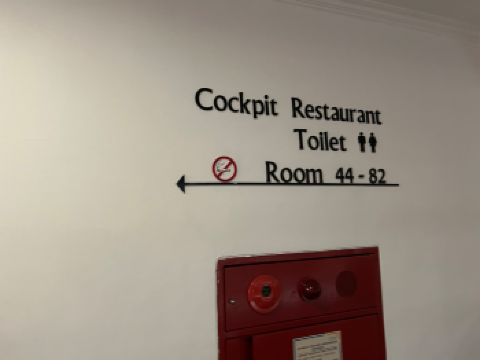 Cockpit Restaurant
Toilet
Room 44-82